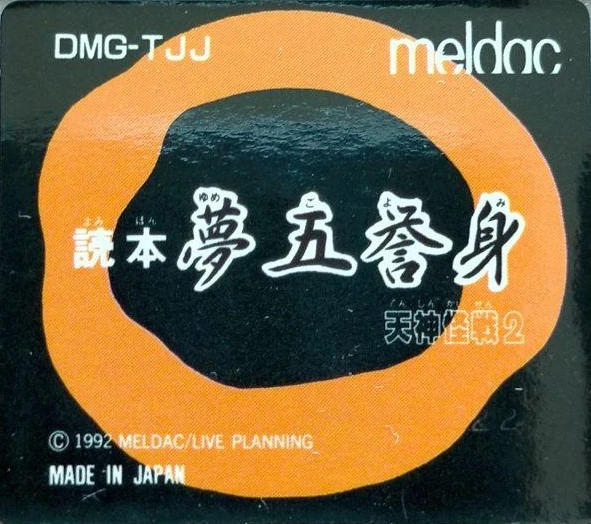 DMG-TJJ
meldac
よみ ほん ゆめ ご よ み
読本 夢五誉身
てん しん かい せん
天神怪戦2
© 1992 MELDAC/LIVE PLANNING
MADE IN JAPAN